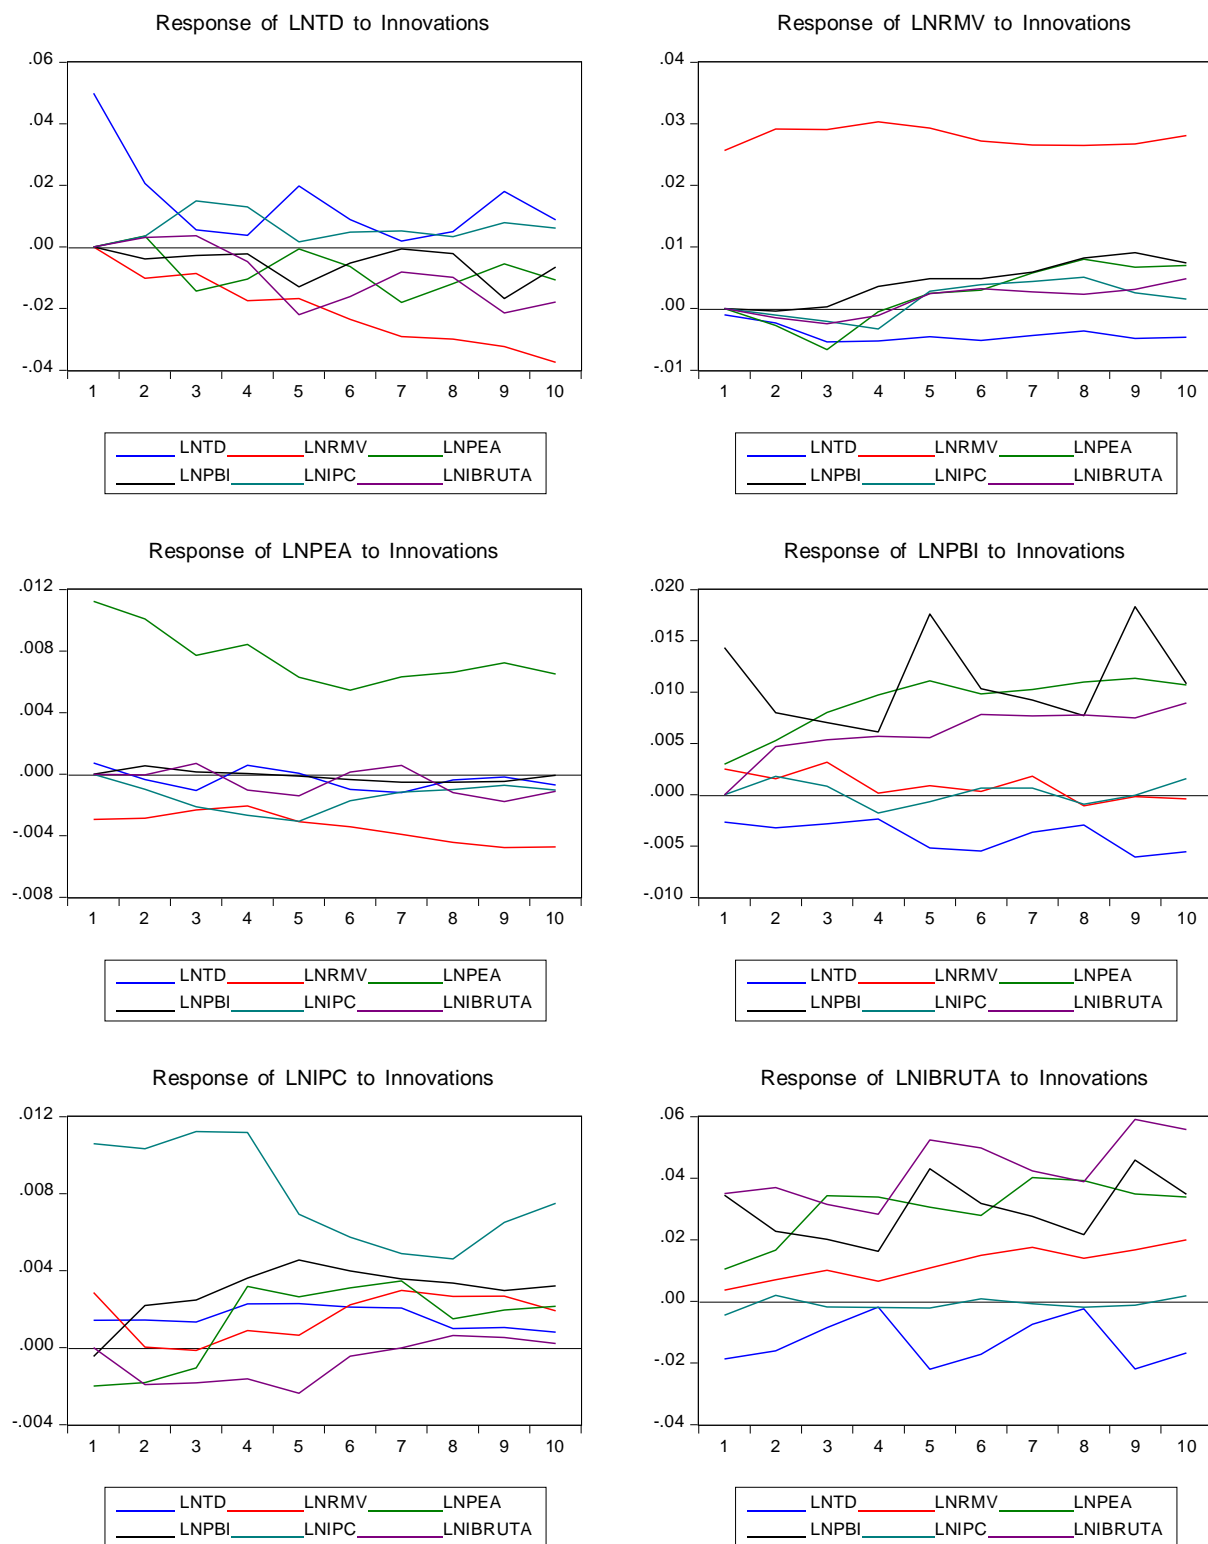 Response of LNTD to Innovations
.06
.04
.02
.00
-.02
-.04
1 2 3 4 5 6 7 8 9 10
LNTD LNRMV LNPEA
LNPBI LNIPC LNIBRUTA
Response of LNRMV to Innovations
.04
.03
.02
.01
.00
-.01
1 2 3 4 5 6 7 8 9 10
LNTD LNRMV LNPEA
LNPBI LNIPC LNIBRUTA
Response of LNPEA to Innovations
.012
.008
.004
.000
-.004
-.008
1 2 3 4 5 6 7 8 9 10
LNTD LNRMV LNPEA
LNPBI LNIPC LNIBRUTA
Response of LNPBI to Innovations
.020
.015
.010
.005
.000
-.005
-.010
1 2 3 4 5 6 7 8 9 10
LNTD LNRMV LNPEA
LNPBI LNIPC LNIBRUTA
Response of LNIPC to Innovations
.012
.008
.004
.000
-.004
1 2 3 4 5 6 7 8 9 10
LNTD LNRMV LNPEA
LNPBI LNIPC LNIBRUTA
Response of LNIBRUTA to Innovations
.06
.04
.02
.00
-.02
-.04
1 2 3 4 5 6 7 8 9 10
LNTD LNRMV LNPEA
LNPBI LNIPC LNIBRUTA